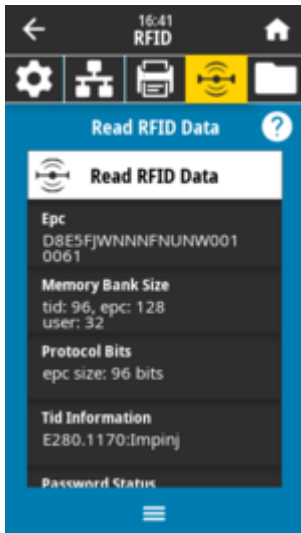 16:41
RFID
Read RFID Data
?
Read RFID Data
Epc
D8E5FJWNNNFNUNW001
0061
Memory Bank Size
tid: 96, epc: 128
user: 32
Protocol Bits
epc size: 96 bits
Tid Information
E280.1170:Impinj
Password Status